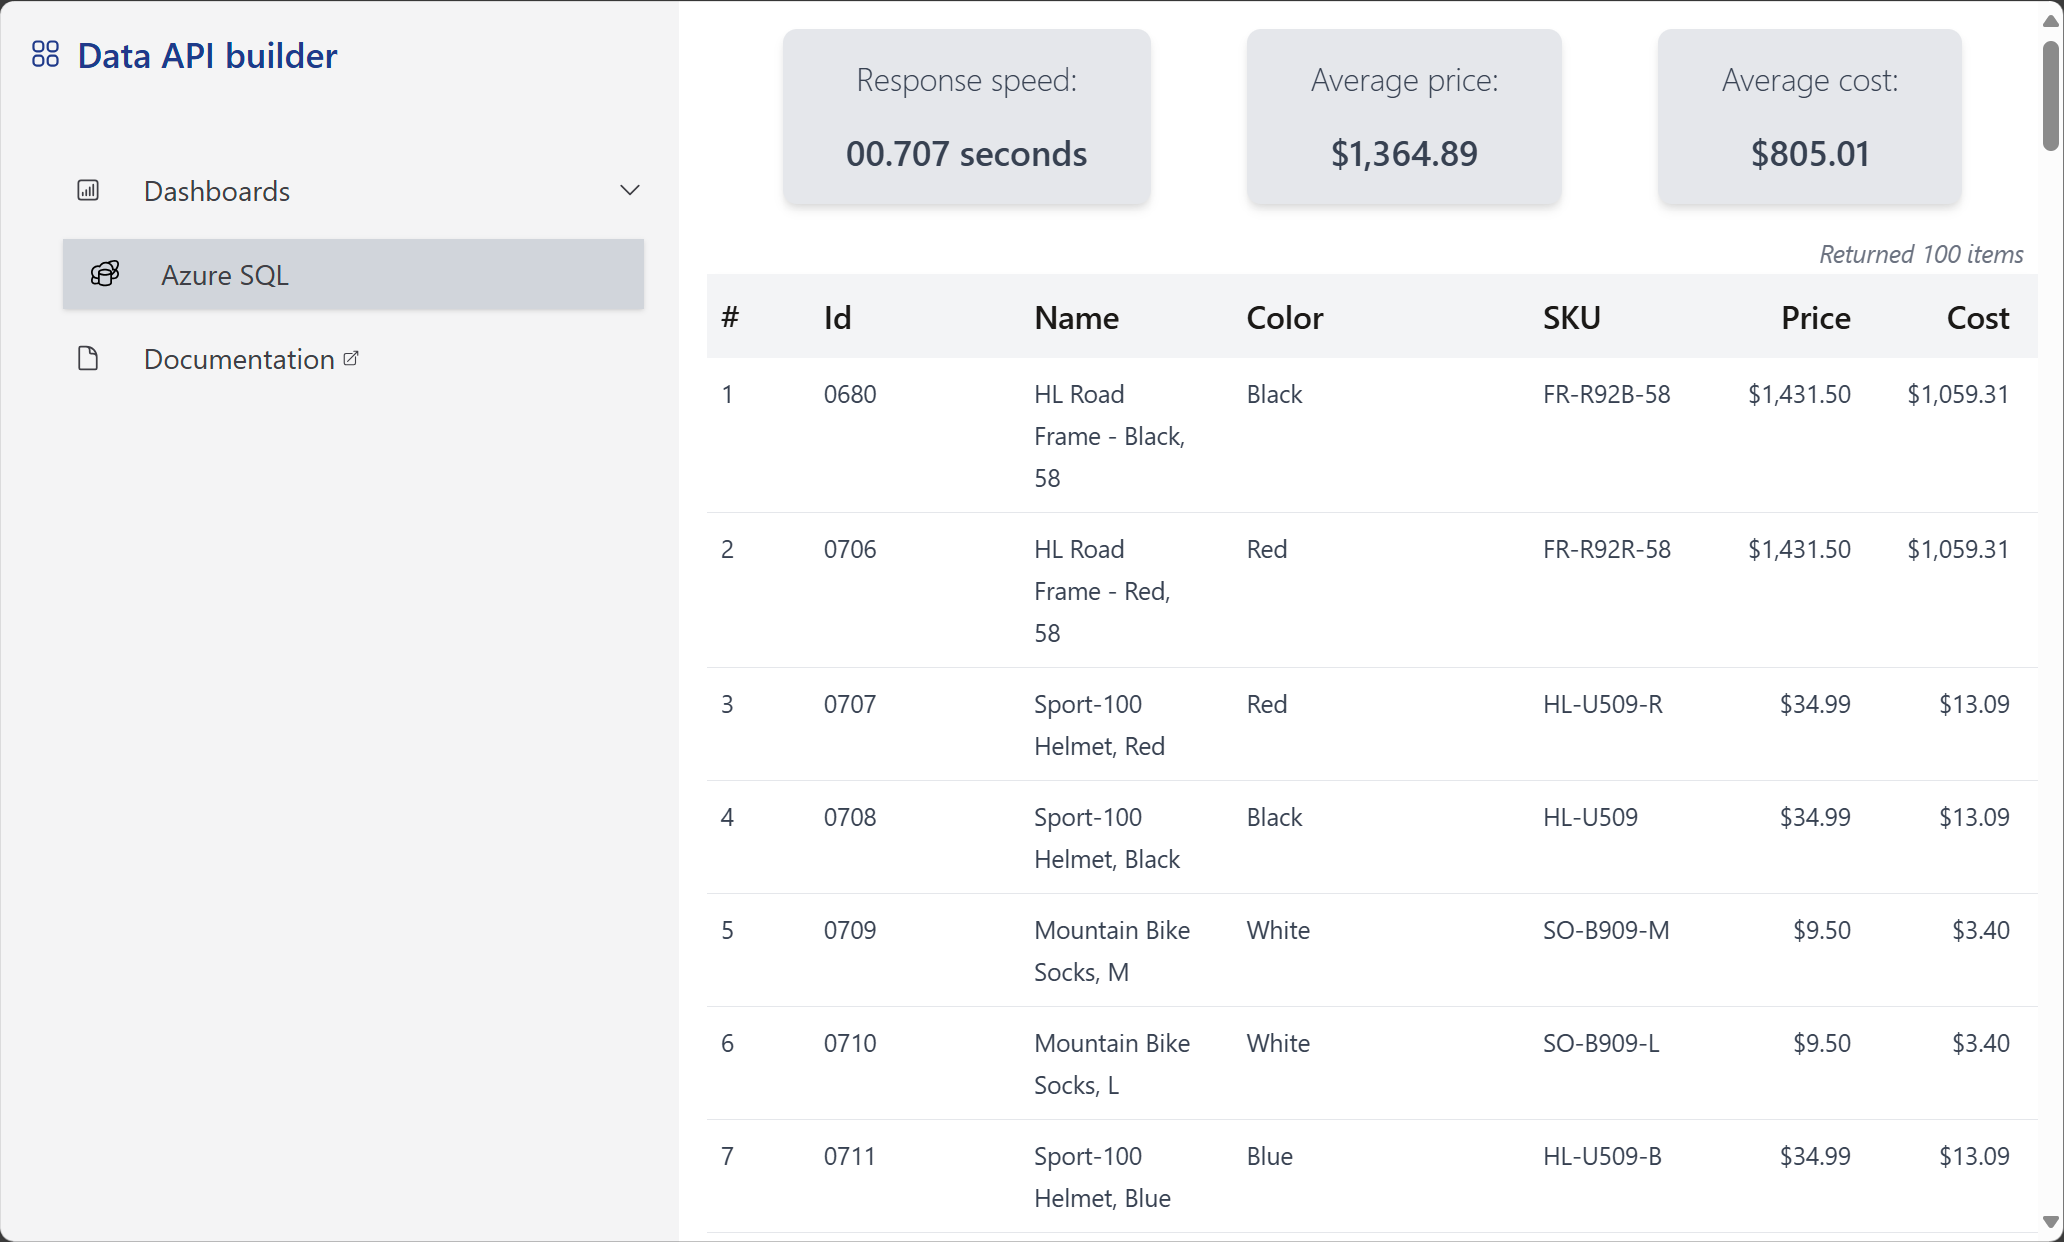 Data API builder
Dashboards
Azure SQL
Documentation
Response speed:
00.707 seconds
Average price:
$1,364.89
Average cost:
$805.01
Returned 100 items
# Id Name Color SKU Price Cost
1 0680 HL Road Black FR-R92B-58 $1,431.50 $1,059.31
Frame - Black,
58
2 0706 HL Road Red FR-R92R-58 $1,431.50 $1,059.31
Frame - Red,
58
3 0707 Sport-100 Red HL-U509-R $34.99 $13.09
Helmet, Red
4 0708 Sport-100 Black HL-U509 $34.99 $13.09
Helmet, Black
5 0709 Mountain Bike White SO-B909-M $9.50 $3.40
Socks, M
6 0710 Mountain Bike White SO-B909-L $9.50 $3.40
Socks, L
7 0711 Sport-100 Blue HL-U509-B $34.99 $13.09
Helmet, Blue